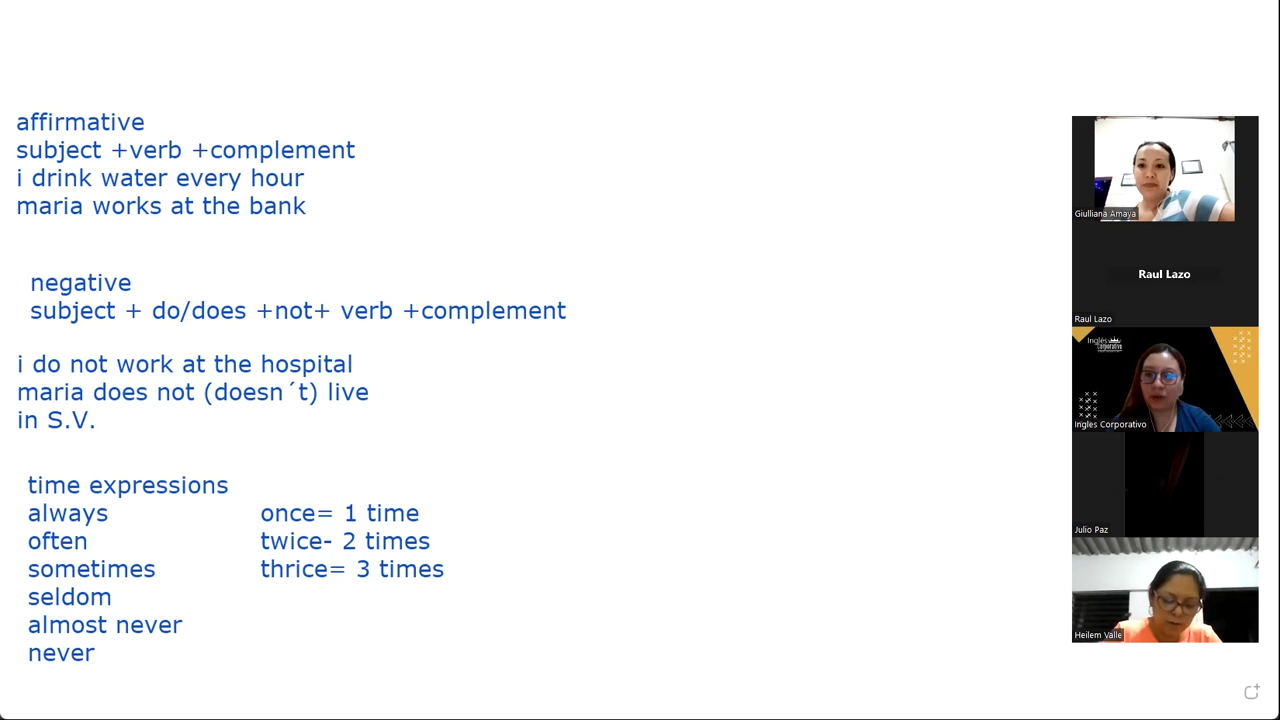 affirmative
subject +verb +complement
i drink water every hour
maria works at the bank
negative
subject + do/does +not+ verb +complement
i do not work at the hospital
maria does not (doesn´t) live
in S.V.
time expressions
always
often
sometimes
seldom
almost never
never
once= 1 time
twice- 2 times
thrice= 3 times
Giulliana Amaya
Raul Lazo
Raul Lazo
Inglés
Corporativo
Ingles Corporativo
Julio Paz
Heilem Valle